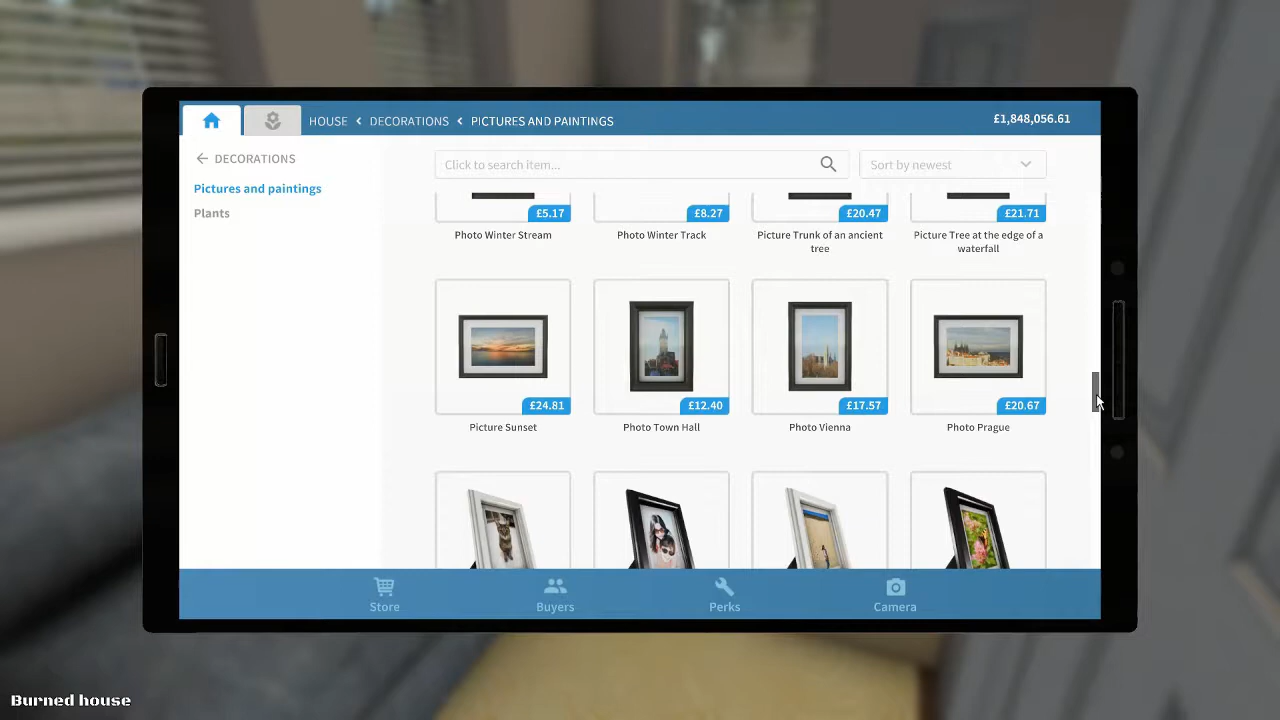 HOUSE < DECORATIONS < PICTURES AND PAINTINGS
£1,848,056.61
DECORATIONS
Pictures and paintings
Plants
Click to search item...
Sort by newest
£5.17
£8.27
£20.47
£21.71
Photo Winter Stream
Photo Winter Track
Picture Trunk of an ancient
tree
Picture Tree at the edge of a
waterfall
£24.81
£12.40
£17.57
£20.67
Picture Sunset
Photo Town Hall
Photo Vienna
Photo Prague
Store
Buyers
Perks
Camera
Burned house